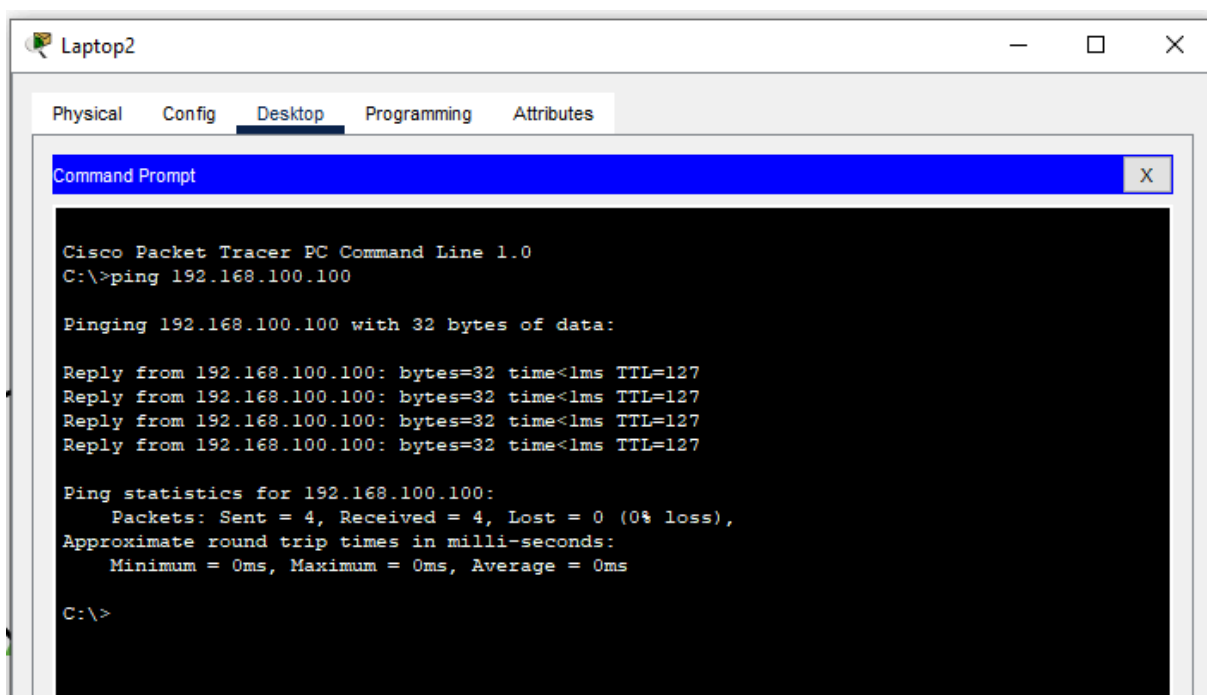 Laptop2
Physical Config Desktop Programming Attributes
Command Prompt X
Cisco Packet Tracer PC Command Line 1.0
C:\>ping 192.168.100.100
Pinging 192.168.100.100 with 32 bytes of data:
Reply from 192.168.100.100: bytes=32 time<1ms TTL=127
Reply from 192.168.100.100: bytes=32 time<1ms TTL=127
Reply from 192.168.100.100: bytes=32 time<1ms TTL=127
Reply from 192.168.100.100: bytes=32 time<1ms TTL=127
Ping statistics for 192.168.100.100:
Packets: Sent = 4, Received = 4, Lost = 0 (0% loss),
Approximate round trip times in milli-seconds:
Minimum = 0ms, Maximum = 0ms, Average = 0ms
C:\>